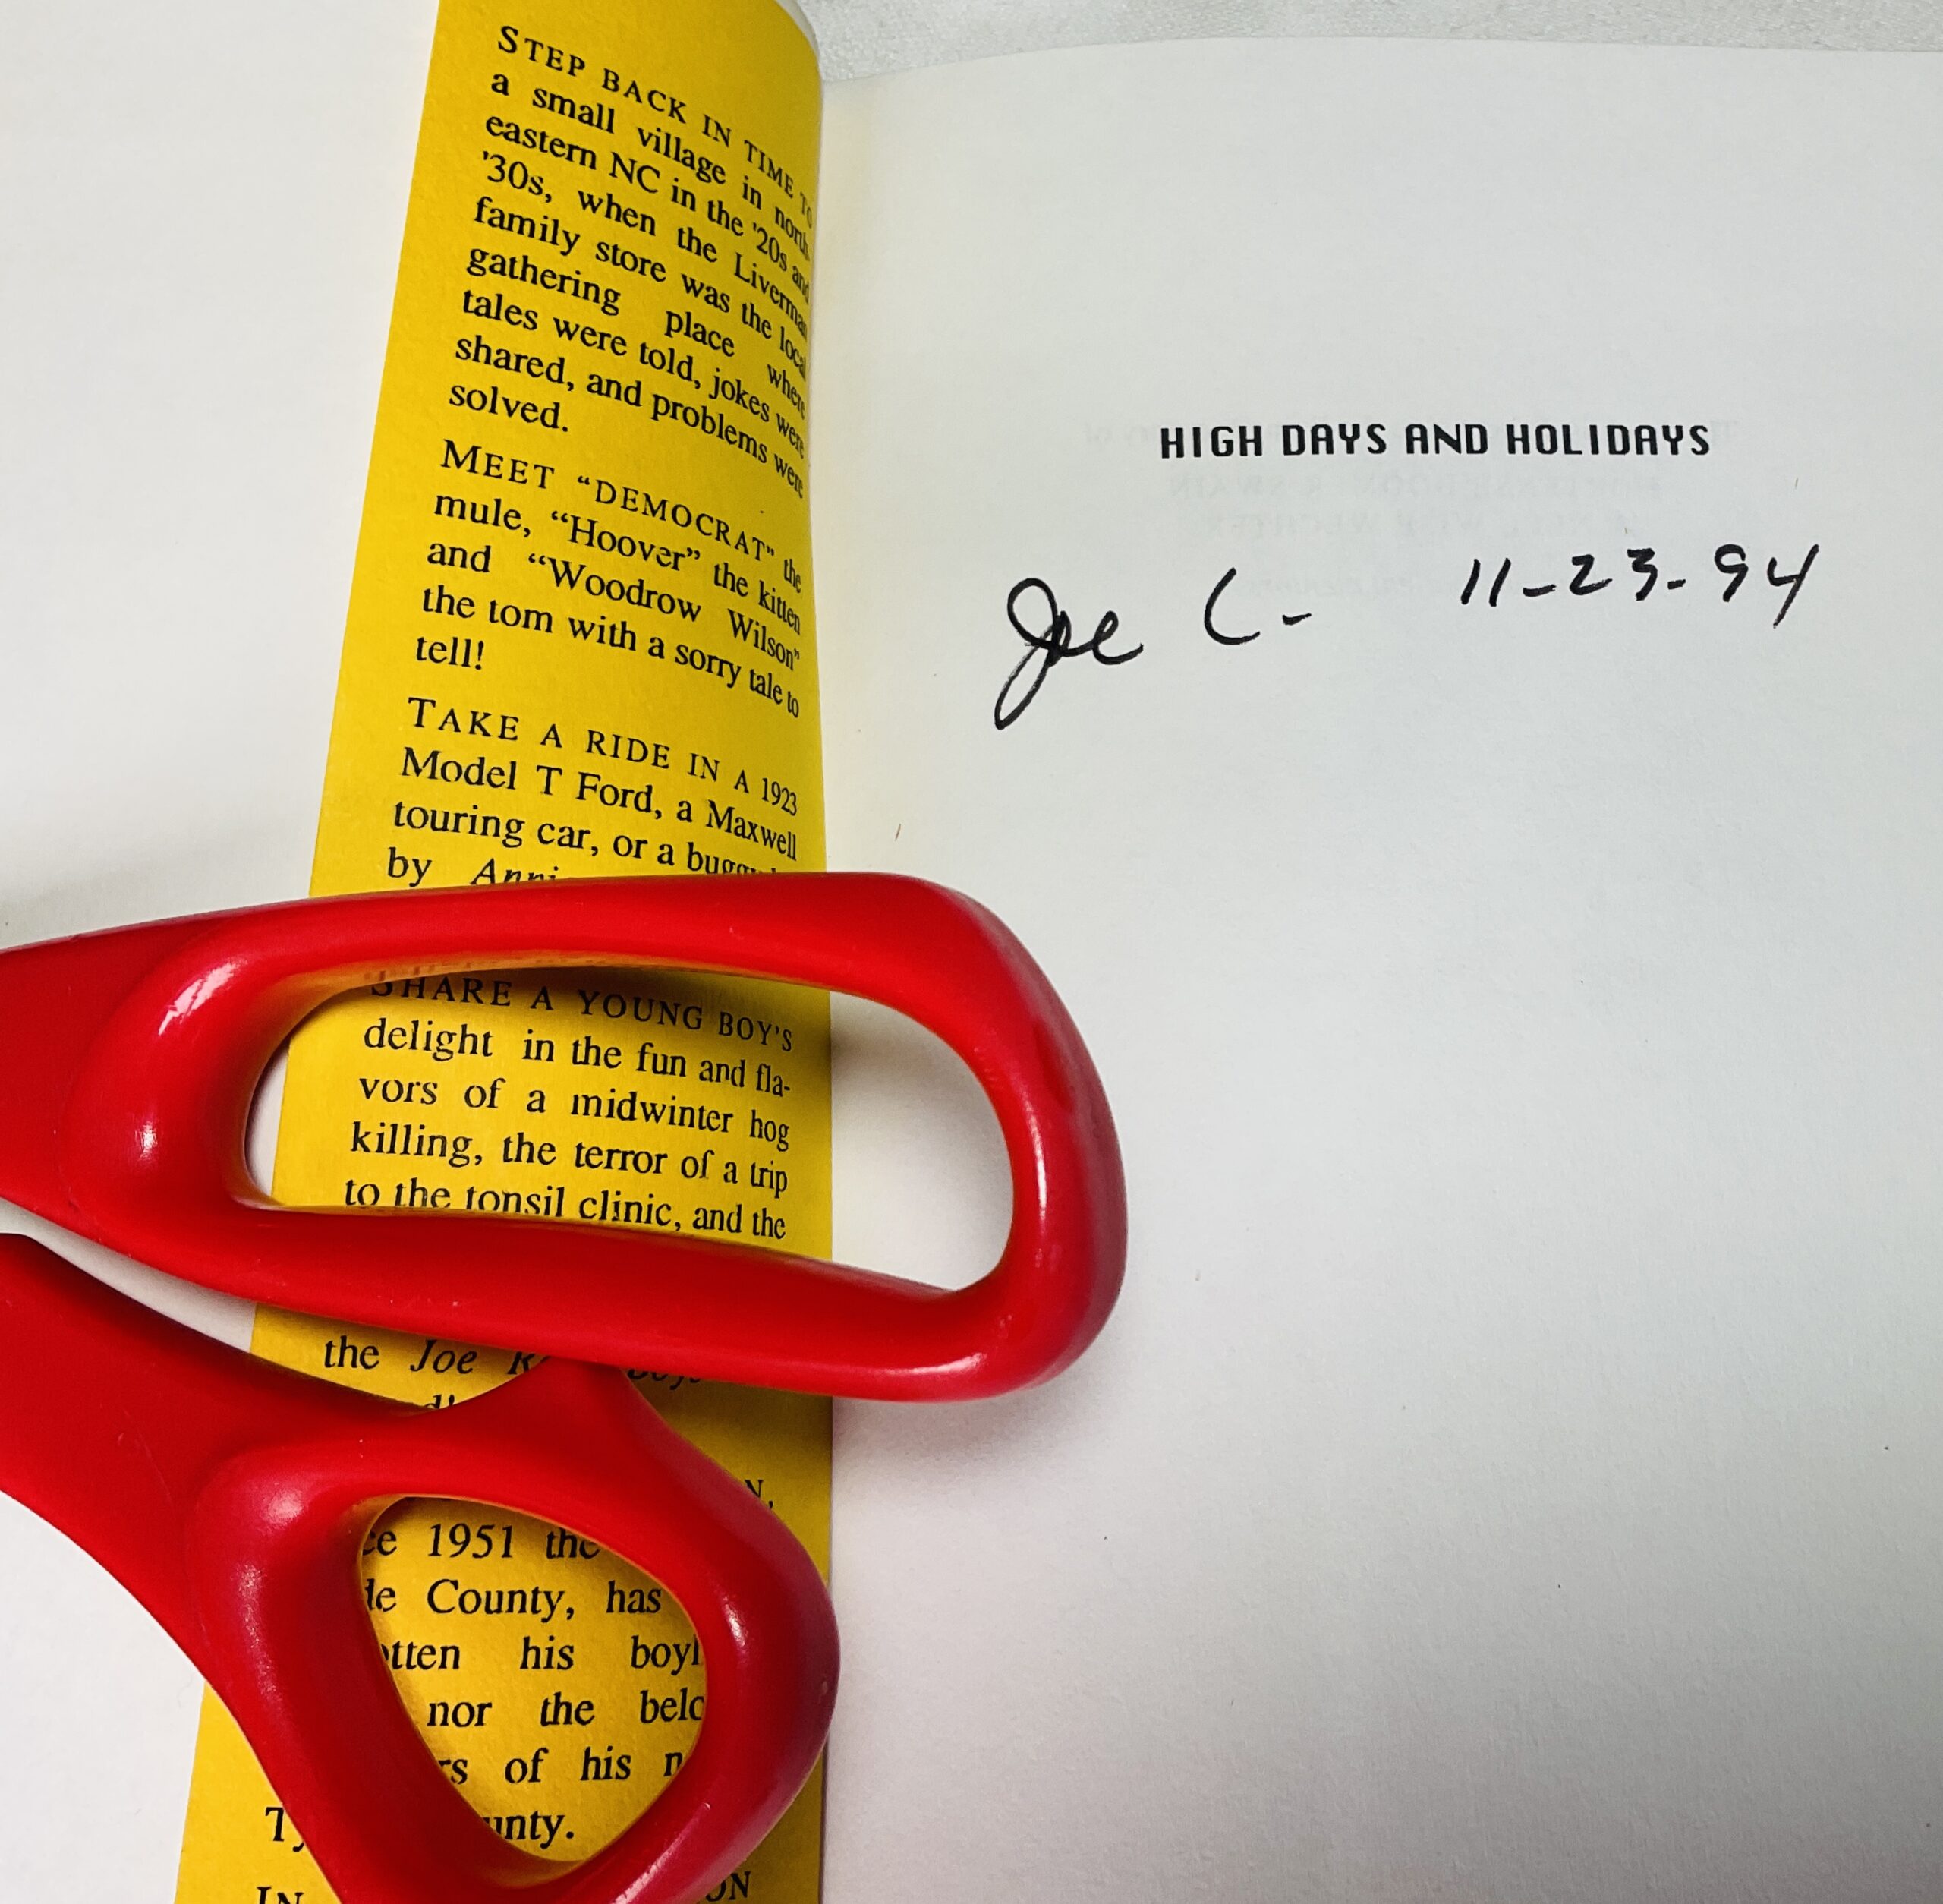 STEP BACK IN TIME TO
a small village in north-
eastern NC in the '20s and
'30s, when the Liverman
family store was the local
gathering place where
tales were told, jokes were
shared, and problems were
solved.
MEET “DEMOCRAT” the
mule, “Hoover” the kitten
and “Woodrow Wilson”
the tom with a sorry tale to
tell!
TAKE A RIDE IN A 1923
Model T Ford, a Maxwell
touring car, or a buggy
by
SHARE A YOUNG BOY'S
delight in the fun and fla-
vors of a midwinter hog
killing, the terror of a trip
to the tonsil clinic, and the
the Joe
1951 the
County, has
his
nor the
of his
IN
HIGH DAYS AND HOLIDAYS
Joe C- 11-23-94